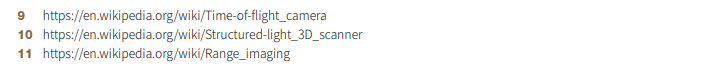 9 https://en.wikipedia.org/wiki/Time-of-flight_camera
10 https://en.wikipedia.org/wiki/Structured-light_3D_scanner
11 https://en.wikipedia.org/wiki/Range_imaging